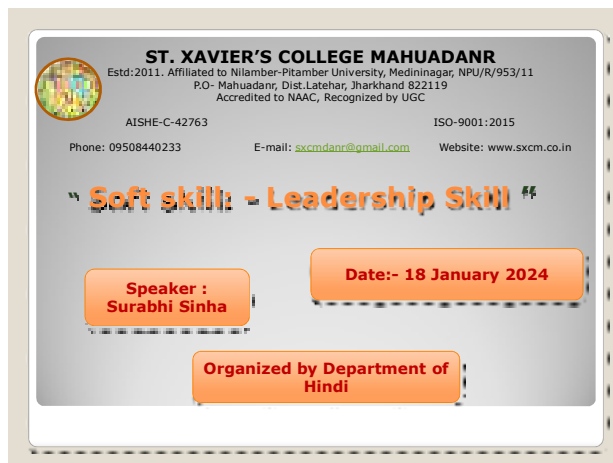 ST. XAVIER’S COLLEGE MAHUADANR
Estd:2011. Affiliated to Nilamber-Pitamber University, Medininagar, NPU/R/953/11
P.O- Mahuadanr, Dist.Latehar, Jharkhand 822119
Accredited to NAAC, Recognized by UGC
AISHE-C-42763 ISO-9001:2015
Phone: 09508440233 E-mail: sxcmdanr@gmail.com Website: www.sxcm.co.in
“ Soft skill: - Leadership Skill “
Date:- 18 January 2024
Speaker :
Surabhi Sinha
Organized by Department of
Hindi